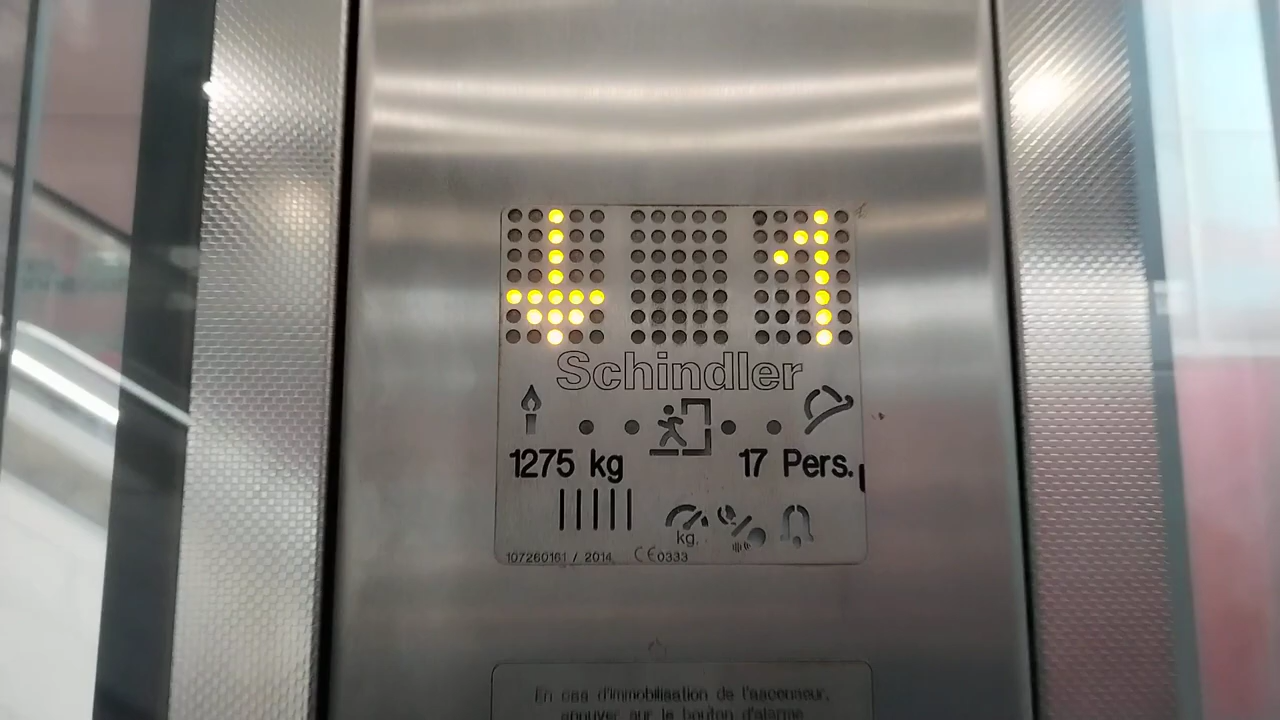 1
Schindler
1275 kg 17 Pers.
kg.
107260161 / 2014 CE0333
En cas d'immobilisation de l'ascenseur,
appuyer sur le bouton d'alarme